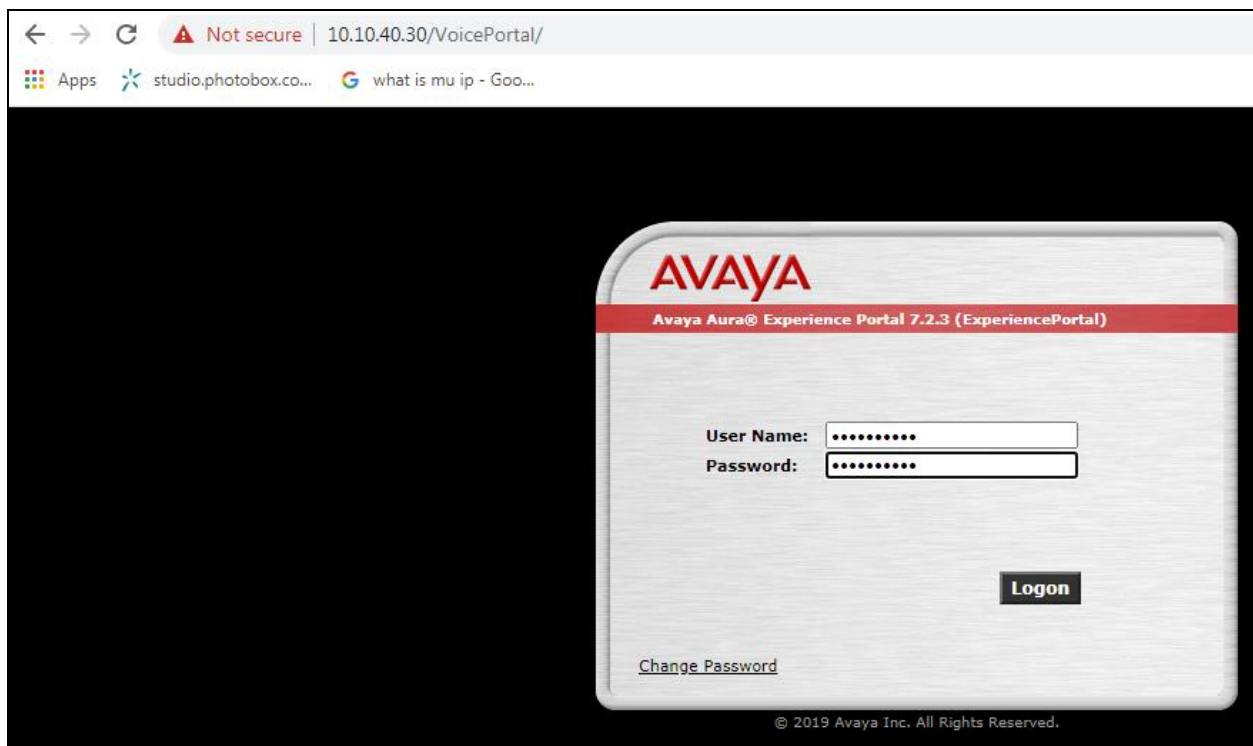 Not secure | 10.10.40.30/VoicePortal/
Apps studio.photobox.co... G what is mu ip - Goo...
AVAYA
Avaya Aura® Experience Portal 7.2.3 (ExperiencePortal)
User Name: ••••••••••
Password: ••••••••••
Logon
Change Password
© 2019 Avaya Inc. All Rights Reserved.